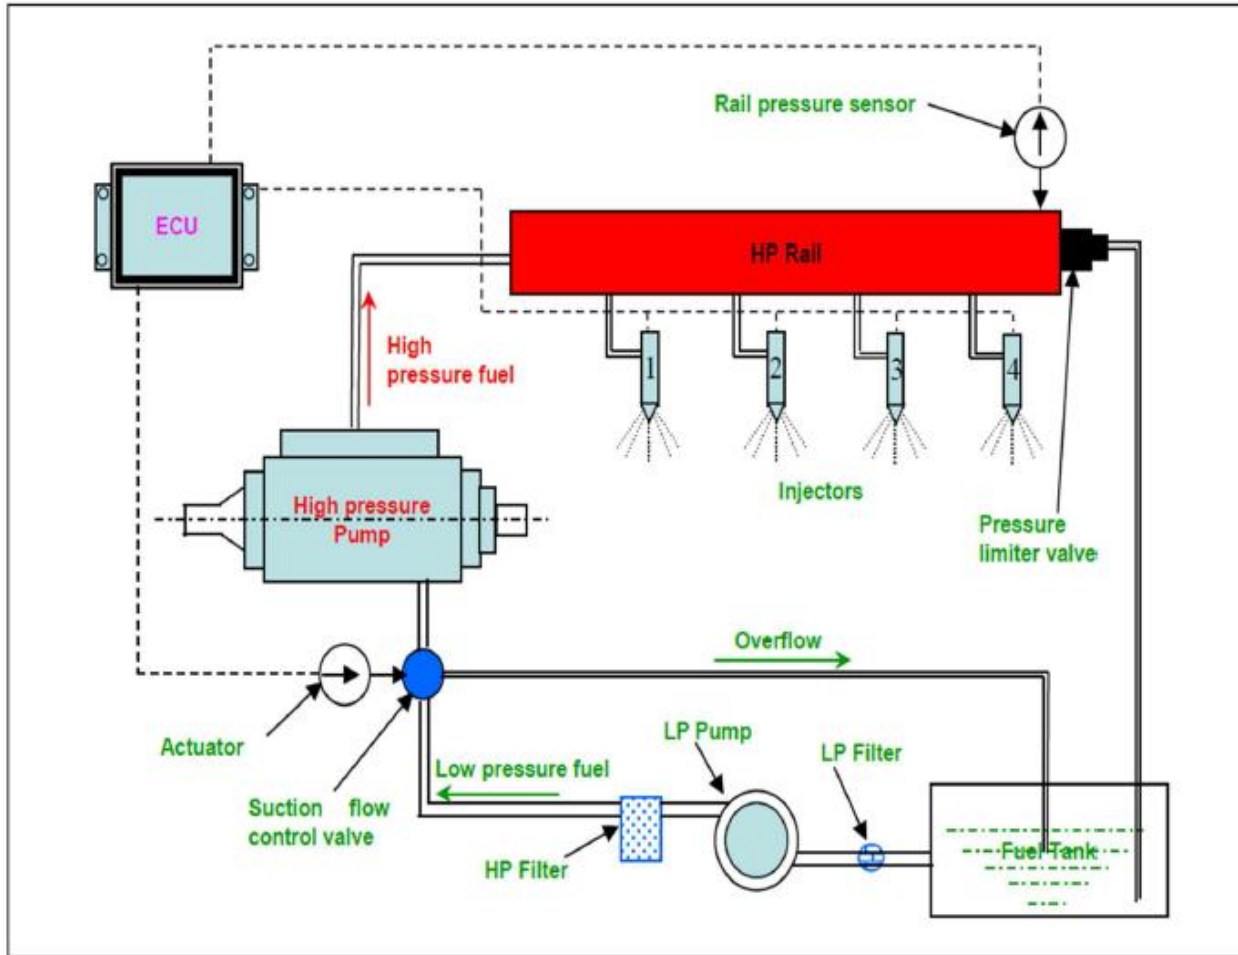 Rail pressure sensor
ECU
HP Rail
High
pressure fuel
1
2
3
4
Injectors
High pressure
Pump
Pressure
limiter valve
Overflow
Actuator
LP Pump
LP Filter
Low pressure fuel
Suction flow
control valve
HP Filter
Fuel Tank